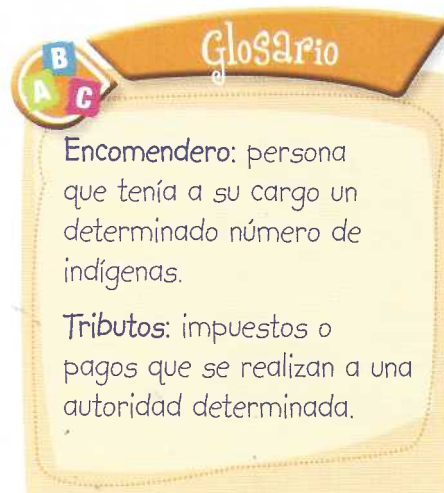 B
A C
Glosario
Encomendero: persona
que tenía a su cargo un
determinado número de
indígenas.
Tributos: impuestos o
pagos que se realizan a una
autoridad determinada.